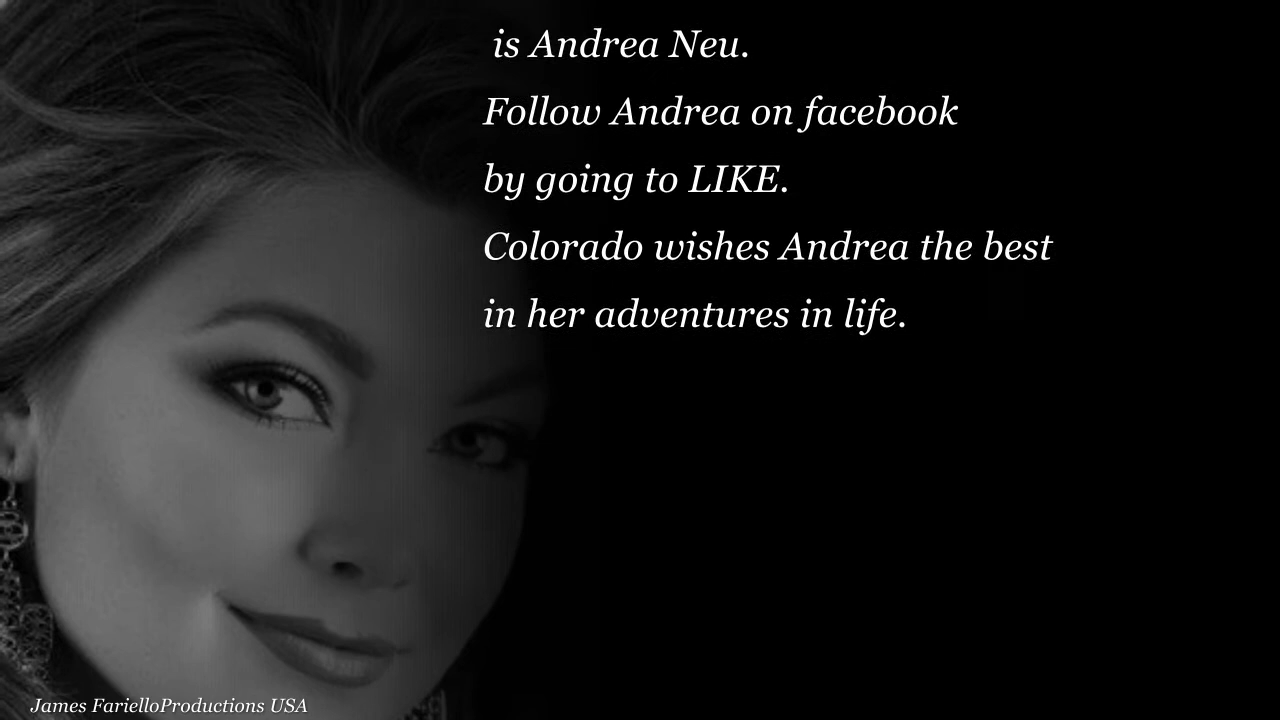 is Andrea Neu.
Follow Andrea on facebook
by going to LIKE.
Colorado wishes Andrea the best
in her adventures in life.
James FarielloProductions USA